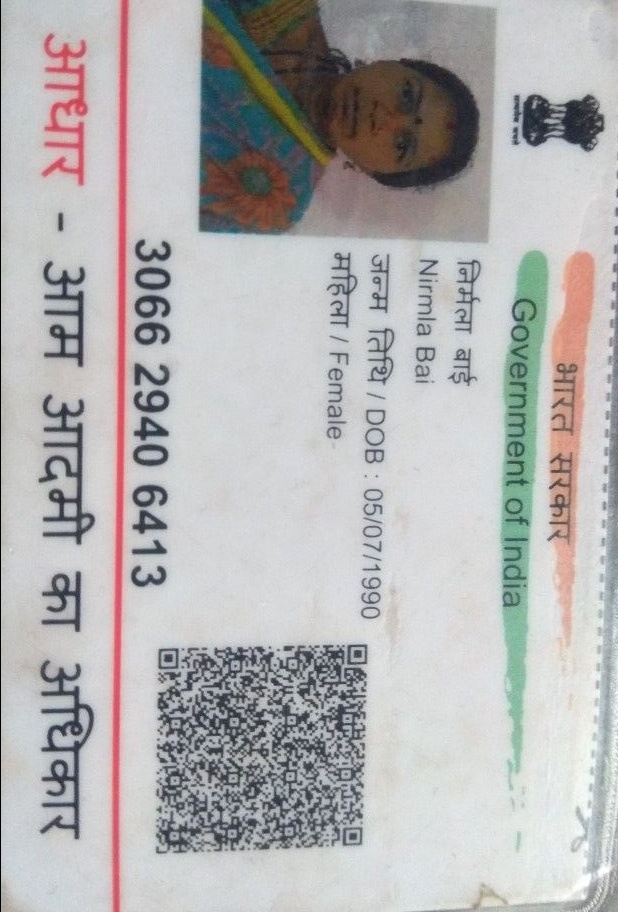 भारत सरकार
Government of India
निर्मला बाई
Nirmla Bai
जन्म तिथि / DOB : 05/07/1990
महिला / Female
3066 2940 6413
आधार - आम आदमी का अधिकार